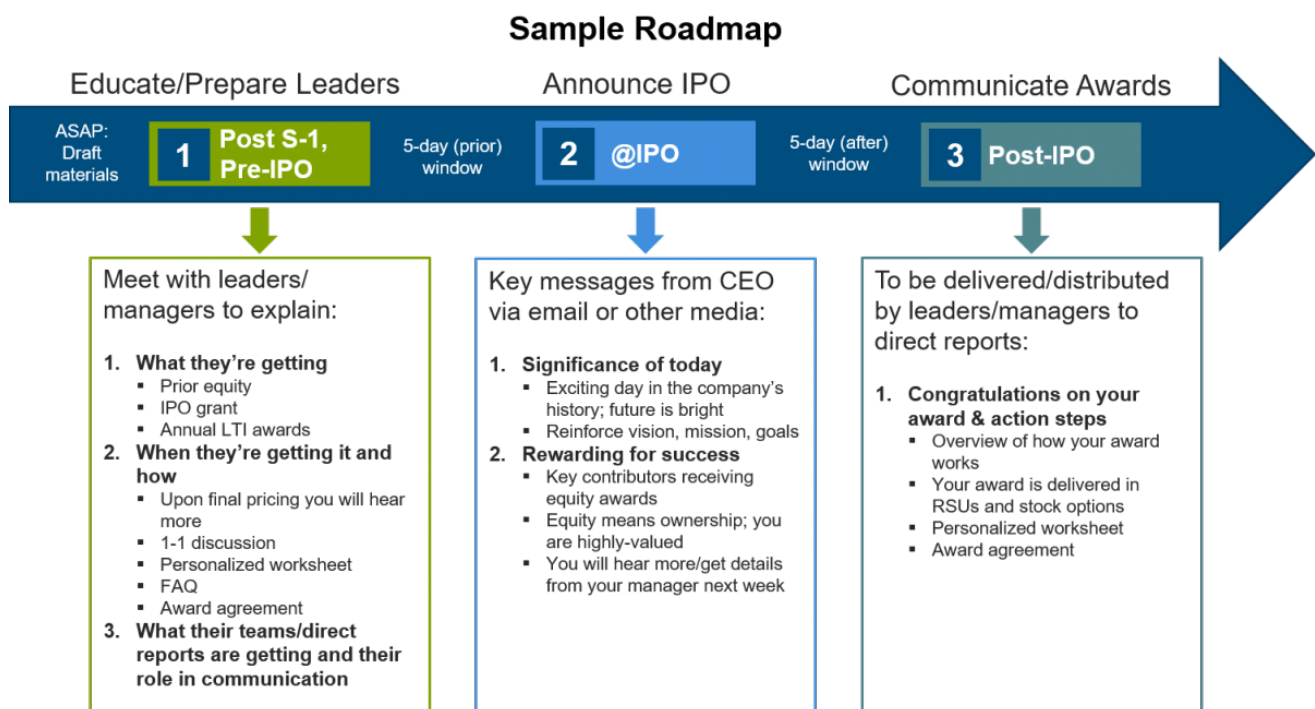 Sample Roadmap
Educate/Prepare Leaders
Announce IPO
Communicate Awards
ASAP:
Draft
materials
1
Post S-1,
Pre-IPO
5-day (prior)
window
2
@IPO
5-day (after)
window
3
Post-IPO
Meet with leaders/
managers to explain:
1. What they're getting
▪ Prior equity
▪ IPO grant
▪ Annual LTI awards
2. When they're getting it and
how
▪ Upon final pricing you will hear
more
▪ 1-1 discussion
▪ Personalized worksheet
▪ FAQ
▪ Award agreement
3. What their teams/direct
reports are getting and their
role in communication
Key messages from CEO
via email or other media:
1. Significance of today
▪ Exciting day in the company's
history; future is bright
▪ Reinforce vision, mission, goals
2. Rewarding for success
▪ Key contributors receiving
equity awards
▪ Equity means ownership; you
are highly-valued
▪ You will hear more/get details
from your manager next week
To be delivered/distributed
by leaders/managers to
direct reports:
1. Congratulations on your
award & action steps
▪ Overview of how your award
works
▪ Your award is delivered in
RSUs and stock options
▪ Personalized worksheet
▪ Award agreement